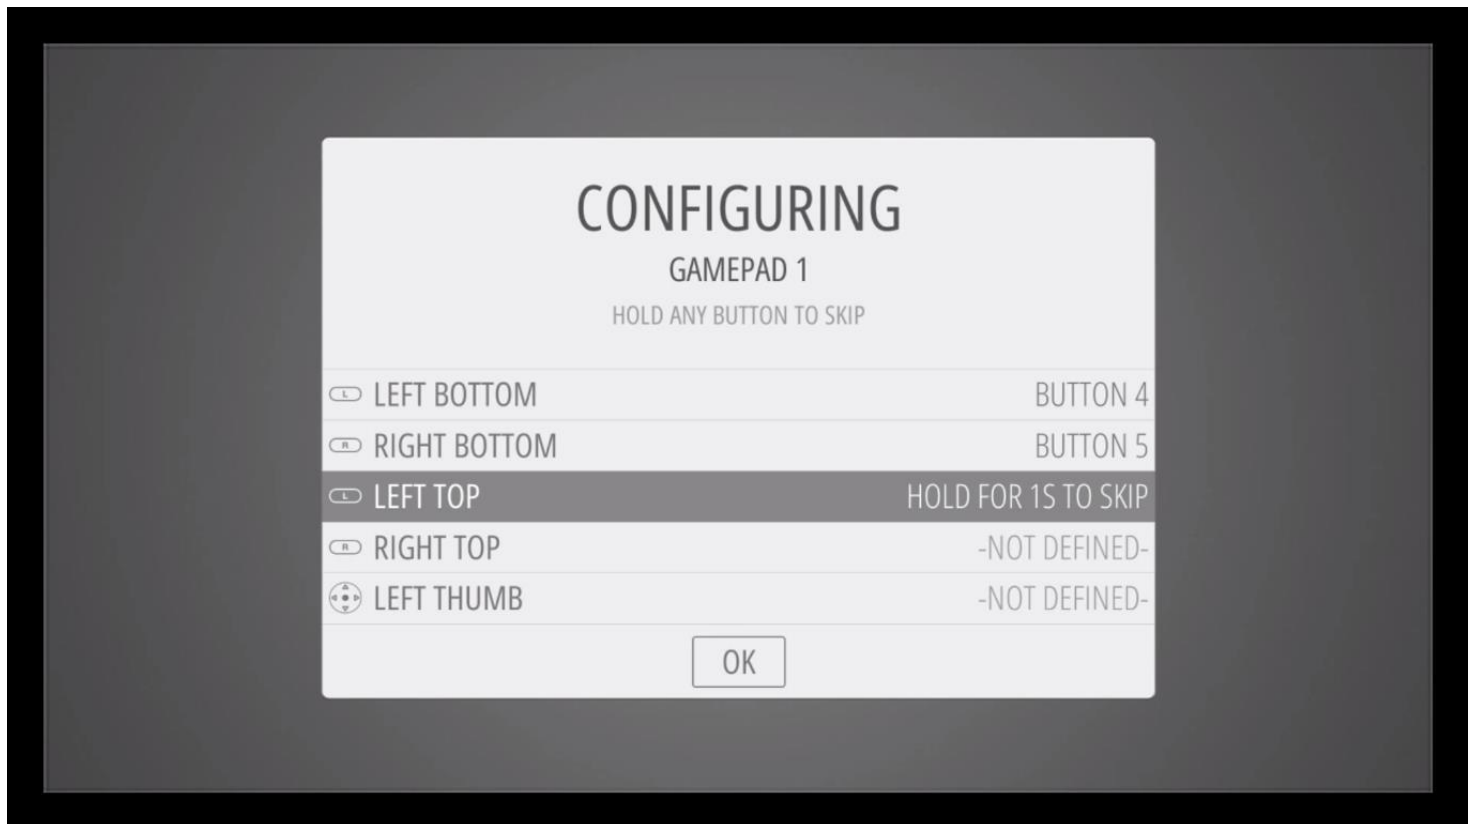 CONFIGURING
GAMEPAD 1
HOLD ANY BUTTON TO SKIP
L LEFT BOTTOM BUTTON 4
R RIGHT BOTTOM BUTTON 5
L LEFT TOP HOLD FOR 1S TO SKIP
R RIGHT TOP -NOT DEFINED-
LEFT THUMB -NOT DEFINED-
OK